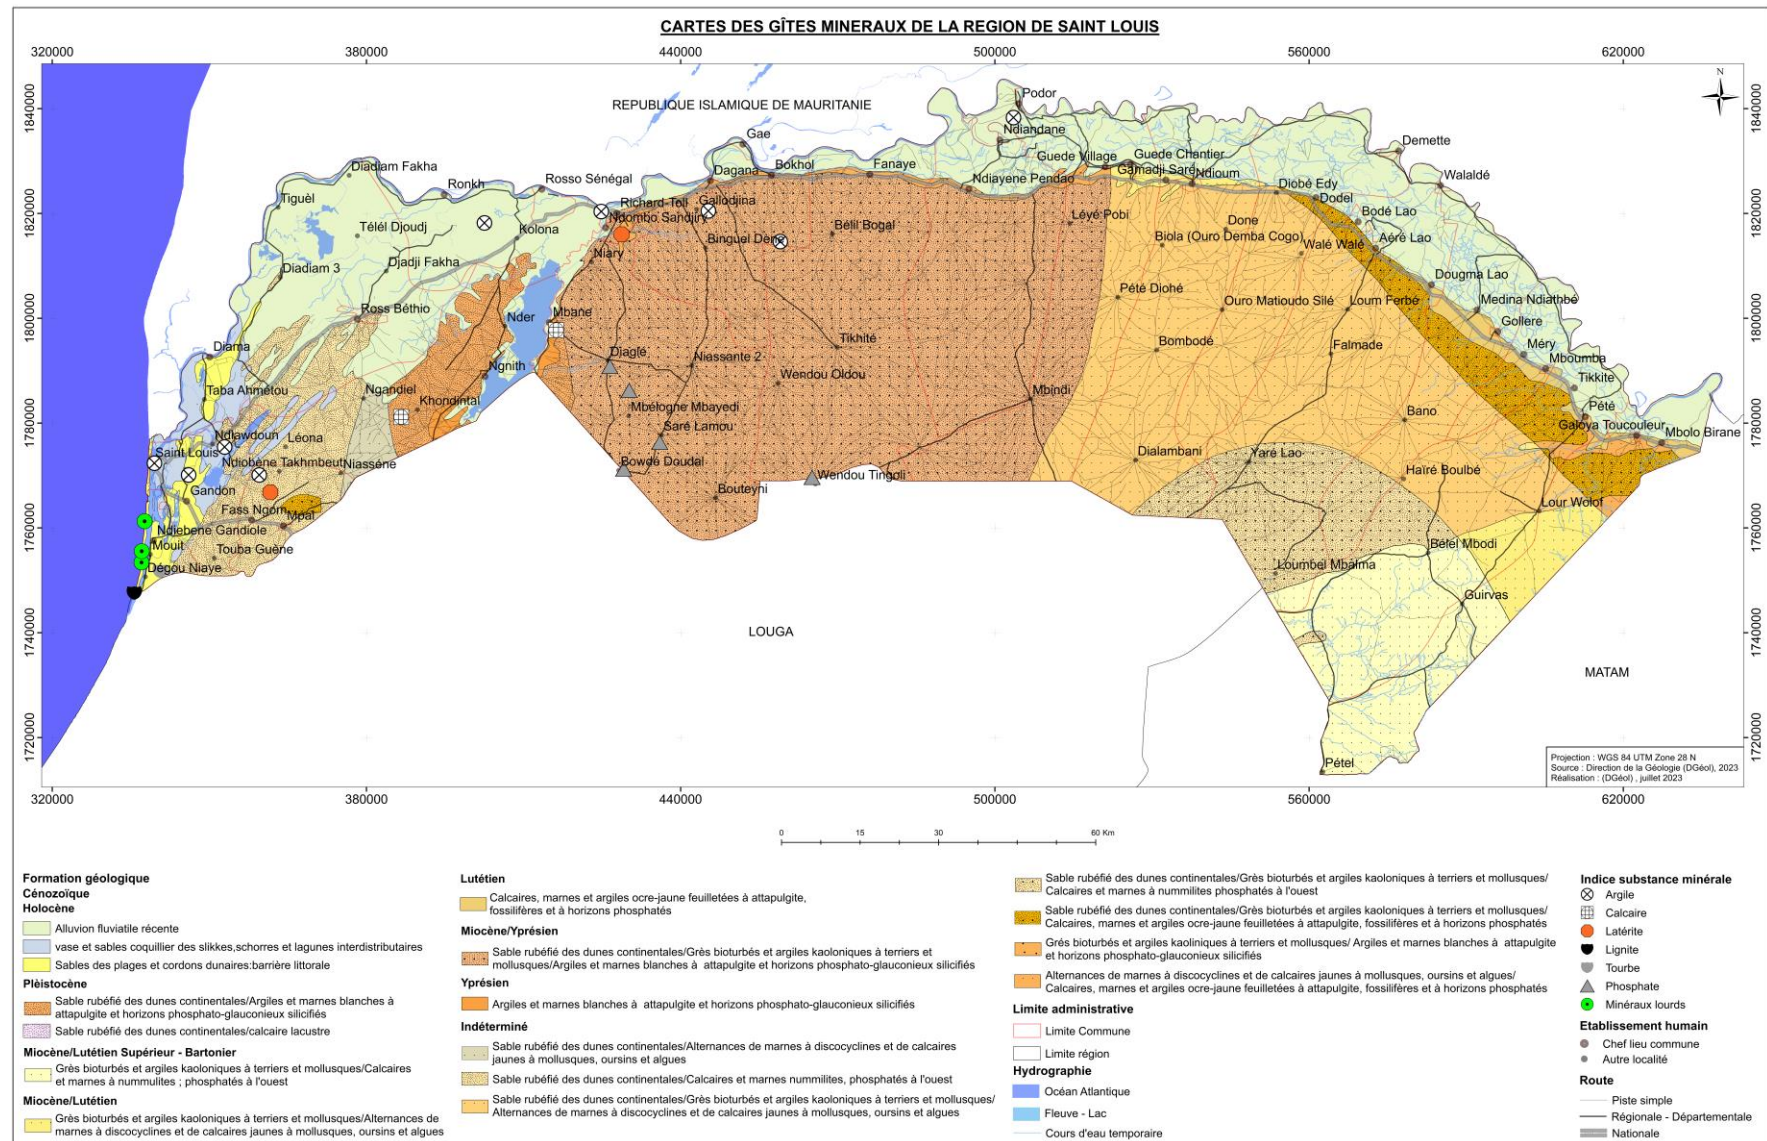 CARTES DES GÎTES MINERAUX DE LA REGION DE SAINT LOUIS
320000 380000 440000 500000 560000 620000
1840000 1840000
1820000 1820000
1800000 1800000
1780000 1780000
1760000 1760000
1740000 1740000
1720000 1720000
N
REPUBLIQUE ISLAMIQUE DE MAURITANIE
Podor
Ndiandane
Gae
Demette
Guede Village
Guede Chantier
Diadiam Fakha
Ronkh
Rosso Sénégal
Dagana
Bokhol
Fanaye
Ndiayene Pendao
Gamadji Saré
Ndioum
Walaldé
Diobé Edy
Dodel
Tiguèl
Richard-Toll
Gallodjina
Ndombo Sandjiry
Léyé Pobi
Done
Bodé Lao
Télél Djoudj
Kolona
Binguel Dène
Bélil Bogal
Biola (Ouro Demba Cogo)
Walé Walé
Aéré Lao
Diadiam 3
Djadji Fakha
Niary
Dougma Lao
Pété Diohé
Ouro Matioudo Silé
Loum Ferbé
Medina Ndiathbé
Ross Béthio
Nder
Mbane
Gollere
Tikhité
Bombodé
Falmade
Méry
Diama
Djaglé
Niassante 2
Mboumba
Ngnith
Wendou Oldou
Tikkite
Taba Ahmétou
Ngandiel
Khondintal
Mbélogne Mbayedi
Mbindi
Bano
Pété
Saré Lamou
Galoya Toucouleur
Mbolo Birane
Ndiawdoun
Léona
Saint Louis
Ndiobène Takhmbeut
Niasséne
Bowdé Doudal
Wendou Tingoli
Dialambani
Yaré Lao
Haïré Boulbé
Gandon
Bouteyni
Lour Wolof
Fass Ngom
Mpal
Ndiebene Gandiole
Mouit
Touba Guène
Bélel Mbodi
Dégou Niaye
Loumbel Mbalma
Guirvas
LOUGA
MATAM
Pétel
Projection : WGS 84 UTM Zone 28 N
Source : Direction de la Géologie (DGéol), 2023
Réalisation : (DGéol) , juillet 2023
320000 380000 440000 500000 560000 620000
0 15 30 60 Km
Formation géologique
Cénozoïque
Holocène
Alluvion fluviatile récente
vase et sables coquillier des slikkes,schorres et lagunes interdistributaires
Sables des plages et cordons dunaires:barrière littorale
Plèistocène
Sable rubéfié des dunes continentales/Argiles et marnes blanches à
attapulgite et horizons phosphato-glauconieux silicifiés
Sable rubéfié des dunes continentales/calcaire lacustre
Miocène/Lutétien Supérieur - Bartonier
Grès bioturbés et argiles kaoloniques à terriers et mollusques/Calcaires
et marnes à nummulites ; phosphatés à l'ouest
Miocène/Lutétien
Grès bioturbés et argiles kaoloniques à terriers et mollusques/Alternances de
marnes à discocyclines et de calcaires jaunes à mollusques, oursins et algues
Lutétien
Calcaires, marnes et argiles ocre-jaune feuilletées à attapulgite,
fossilifères et à horizons phosphatés
Miocène/Yprésien
Sable rubéfié des dunes continentales/Grès bioturbés et argiles kaoloniques à terriers et
mollusques/Argiles et marnes blanches à attapulgite et horizons phosphato-glauconieux silicifiés
Yprésien
Argiles et marnes blanches à attapulgite et horizons phosphato-glauconieux silicifiés
Indéterminé
Sable rubéfié des dunes continentales/Alternances de marnes à discocyclines et de calcaires
jaunes à mollusques, oursins et algues
Sable rubéfié des dunes continentales/Calcaires et marnes nummilites, phosphatés à l'ouest
Sable rubéfié des dunes continentales/Grès bioturbés et argiles kaoloniques à terriers et mollusques/
Alternances de marnes à discocyclines et de calcaires jaunes à mollusques, oursins et algues
Sable rubéfié des dunes continentales/Grès bioturbés et argiles kaoloniques à terriers et mollusques/
Calcaires et marnes à nummilites phosphatés à l'ouest
Sable rubéfié des dunes continentales/Grès bioturbés et argiles kaoloniques à terriers et mollusques/
Calcaires, marnes et argiles ocre-jaune feuilletées à attapulgite, fossilifères et à horizons phosphatés
Grés bioturbés et argiles kaoliniques à terriers et mollusques/ Argiles et marnes blanches à attapulgite
et horizons phosphato-glauconieux silicifiés
Alternances de marnes à discocyclines et de calcaires jaunes à mollusques, oursins et algues/
Calcaires, marnes et argiles ocre-jaune feuilletées à attapulgite, fossilifères et à horizons phosphatés
Limite administrative
Limite Commune
Limite région
Hydrographie
Océan Atlantique
Fleuve - Lac
Cours d'eau temporaire
Indice substance minérale
Argile
Calcaire
Latérite
Lignite
Tourbe
Phosphate
Minéraux lourds
Etablissement humain
Chef lieu commune
Autre localité
Route
Piste simple
Régionale - Départementale
Nationale